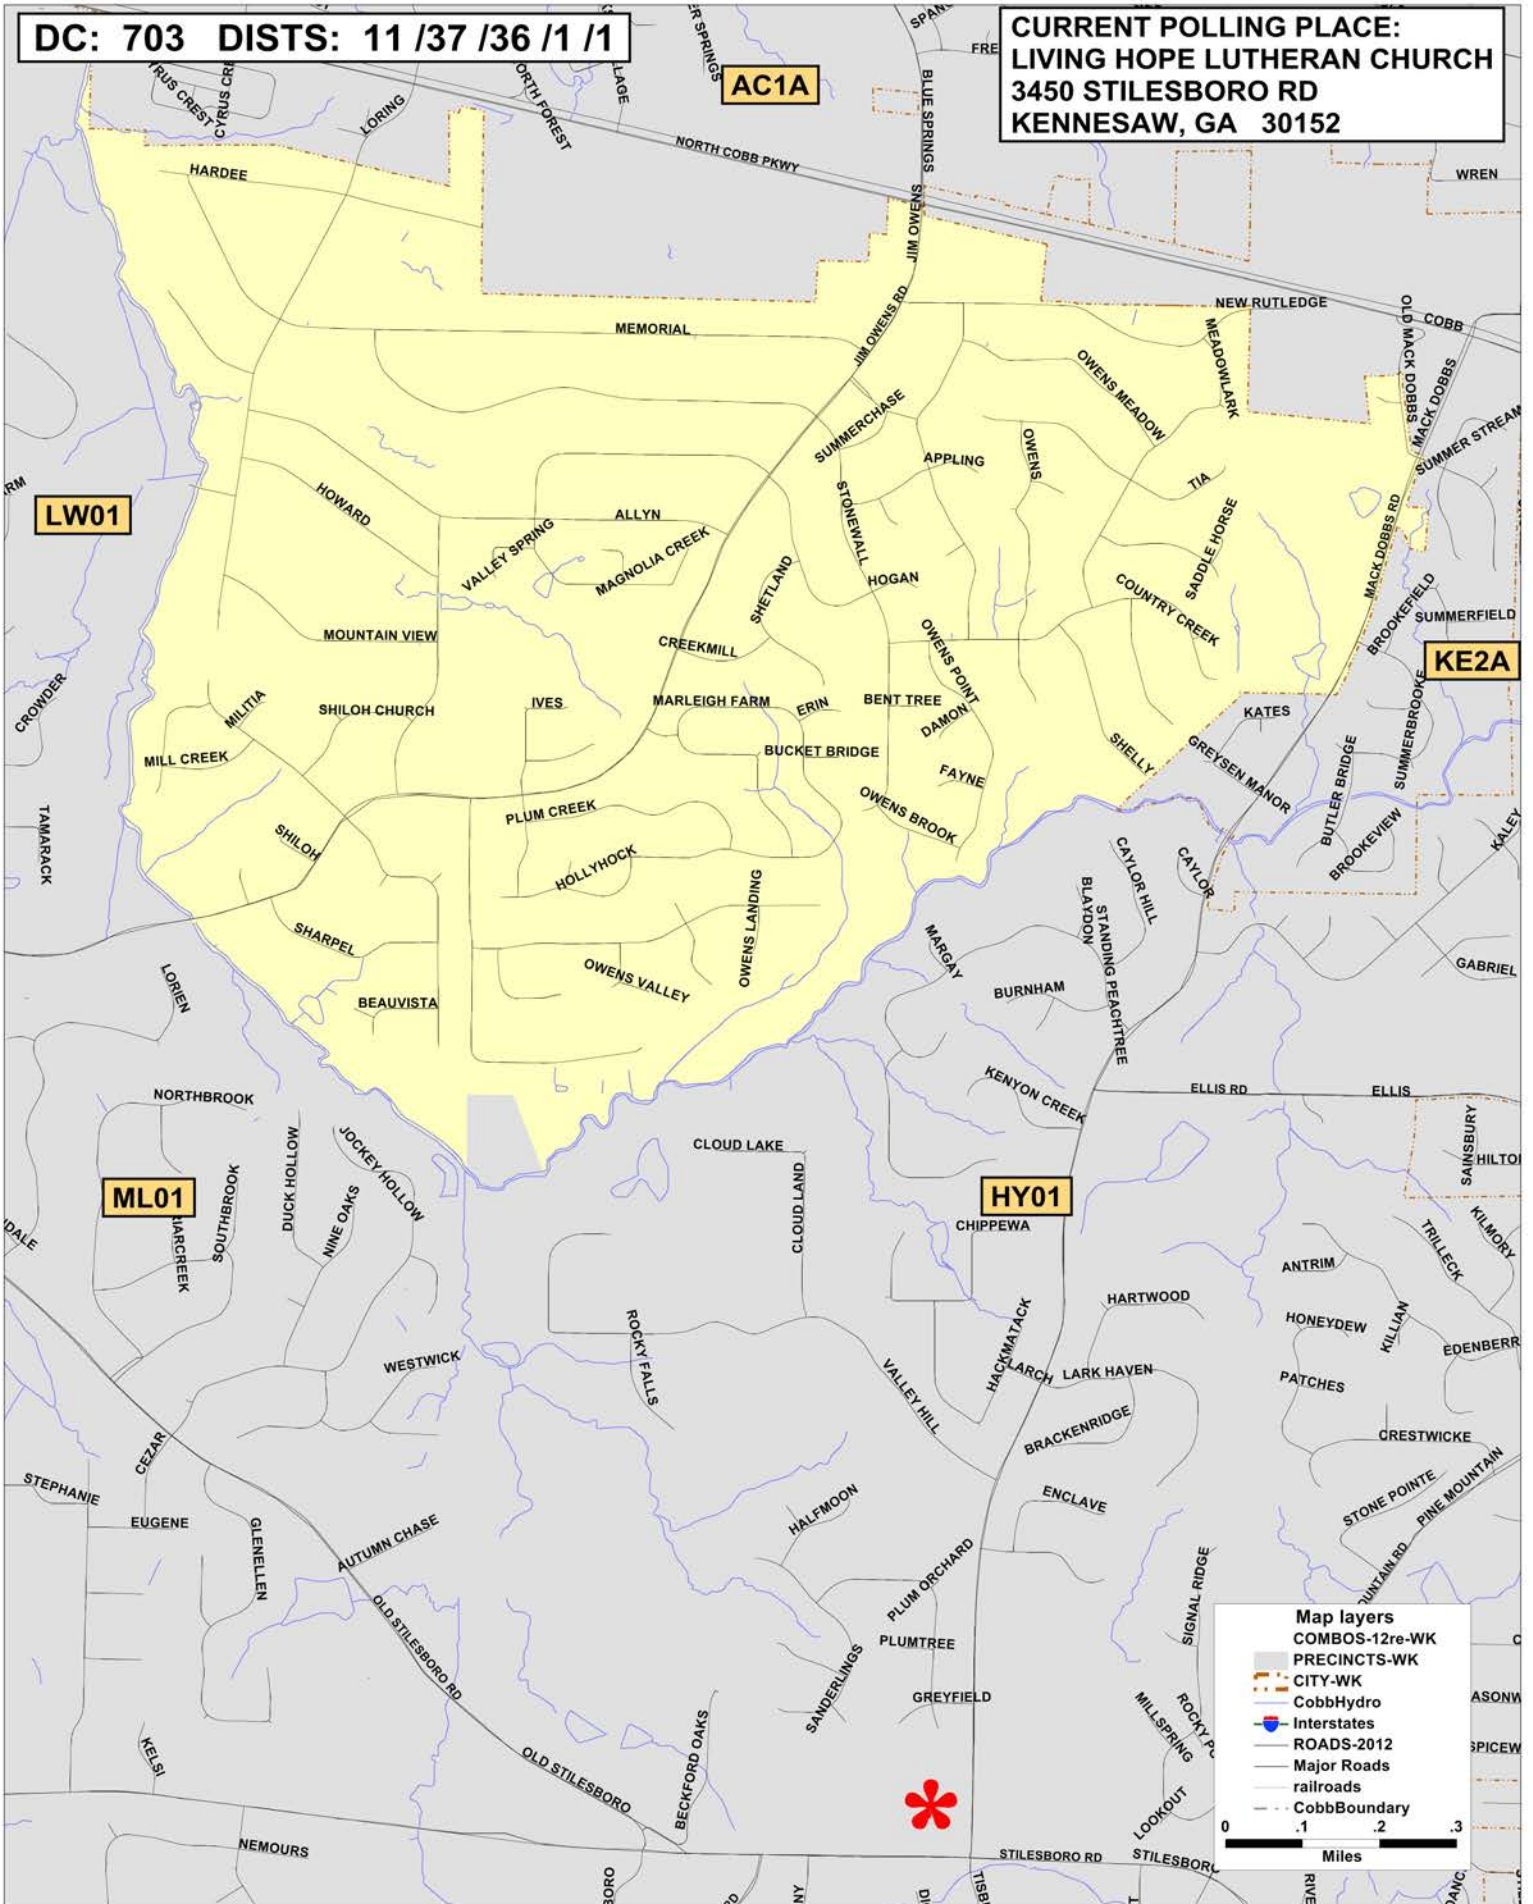 DC: 703 DISTS: 11 /37 /36 /1 /1
CURRENT POLLING PLACE:
LIVING HOPE LUTHERAN CHURCH
3450 STILESBORO RD
KENNESAW, GA 30152
AC1A
CYRUS CREST
LORING
NORTH COBB PKWY
BLUE SPRINGS
WREN
HARDEE
JIM OWENS
NEW RUTLEDGE
COBB
OLD MACK DOBBS
MACK DOBBS
MEMORIAL
JIM OWENS RD
MEADOWLARK
OWENS MEADOW
SUMMERCHASE
SUMMER STREAM
APPLING
OWENS
TIA
LW01
HOWARD
ALLYN
STONEWALL
SADDLE HORSE
MACK DOBBS RD
VALLEY SPRING
MAGNOLIA CREEK
SHETLAND
HOGAN
COUNTRY CREEK
BROOKEFIELD
SUMMERFIELD
MOUNTAIN VIEW
CREEKMILL
OWENS POINT
KE2A
CROWDER
MILITIA
SHILOH CHURCH
IVES
MARLEIGH FARM
ERIN
BENT TREE
DAMON
KATES
SUMMERBROOKE
MILL CREEK
BUCKET BRIDGE
SHELLY
GREYSEN MANOR
BUTLER BRIDGE
FAYNE
TAMARACK
PLUM CREEK
OWENS BROOK
SHILOH
BROOKEVIEW
KALEY
HOLLYHOCK
CAYLOR HILL
CAYLOR
OWENS LANDING
BLAYDON
STANDING PEACHTREE
SHARPEL
MARGAY
OWENS VALLEY
GABRIEL
LORIEN
BEAUVISTA
BURNHAM
NORTHBROOK
KENYON CREEK
ELLIS RD
ELLIS
DUCK HOLLOW
JOCKEY HOLLOW
CLOUD LAKE
SAINSBURY
ML01
SOUTHBROOK
NINE OAKS
CLOUD LAND
HY01
CHIPPEWA
TRILLECK
KILMORY
ANTRIM
HARTWOOD
HONEYDEW
KILLIAN
HACKMATACK
ROCKY FALLS
WESTWICK
VALLEY HILL
LARCH
LARK HAVEN
PATCHES
BRACKENRIDGE
CRESTWICKE
CEZAR
STEPHANIE
EUGENE
GLENELLEN
AUTUMN CHASE
HALFMOON
ENCLAVE
STONE POINTE
PINE MOUNTAIN
OLD STILESBORO RD
PLUM ORCHARD
SIGNAL RIDGE
PLUMTREE
SANDERLINGS
GREYFIELD
MILLSPRING
KELSI
OLD STILESBORO
BECKFORD OAKS
LOOKOUT
NEMOURS
STILESBORO RD
Map layers
COMBOS-12re-WK
PRECINCTS-WK
CITY-WK
CobbHydro
Interstates
ROADS-2012
Major Roads
railroads
CobbBoundary
0 .1 .2 .3
Miles